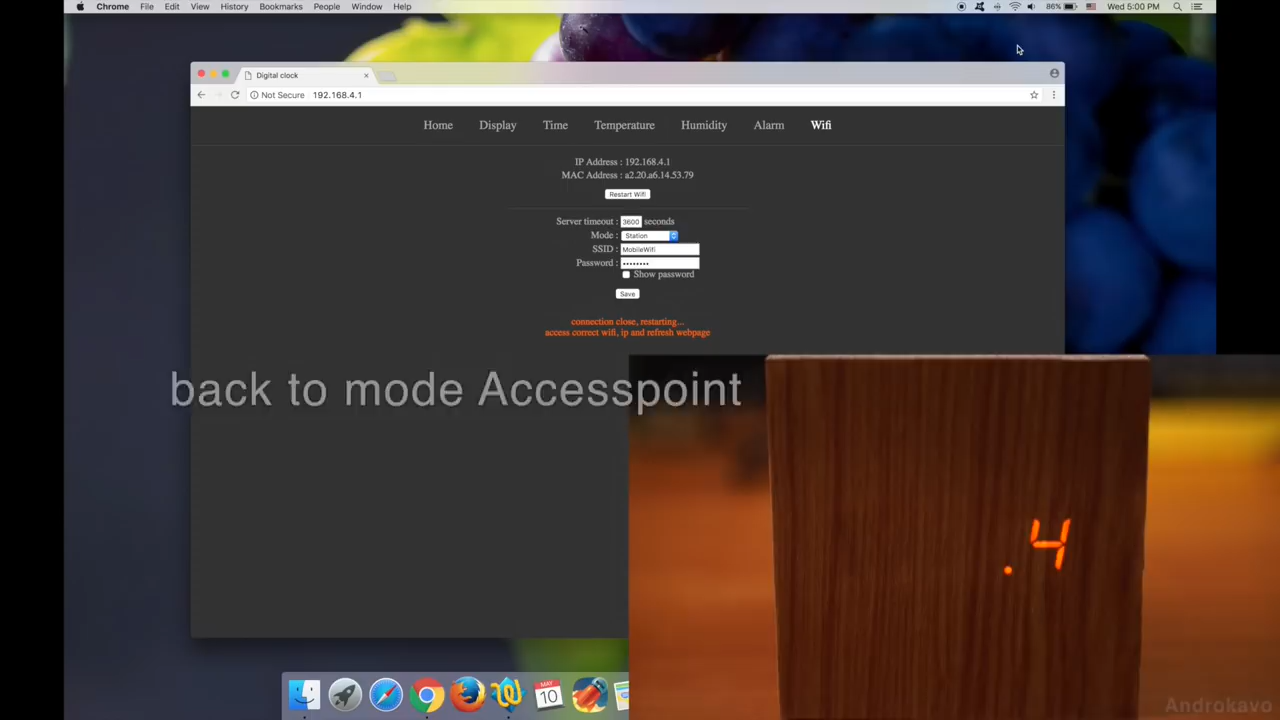 Chrome File Edit View History Bookmarks People Window Help 86% Wed 5:00 PM
Digital clock
Not Secure 192.168.4.1
Home Display Time Temperature Humidity Alarm Wifi
IP Address : 192.168.4.1
MAC Address : a2.20.a6.14.53.79
Restart Wifi
Server timeout : 3600 seconds
Mode : Station
SSID : MobileWifi
Password : ••••••••
Show password
Save
connection close, restarting...
access correct wifi, ip and refresh webpage
back to mode Accesspoint
.4
MAY
10
Androkavo